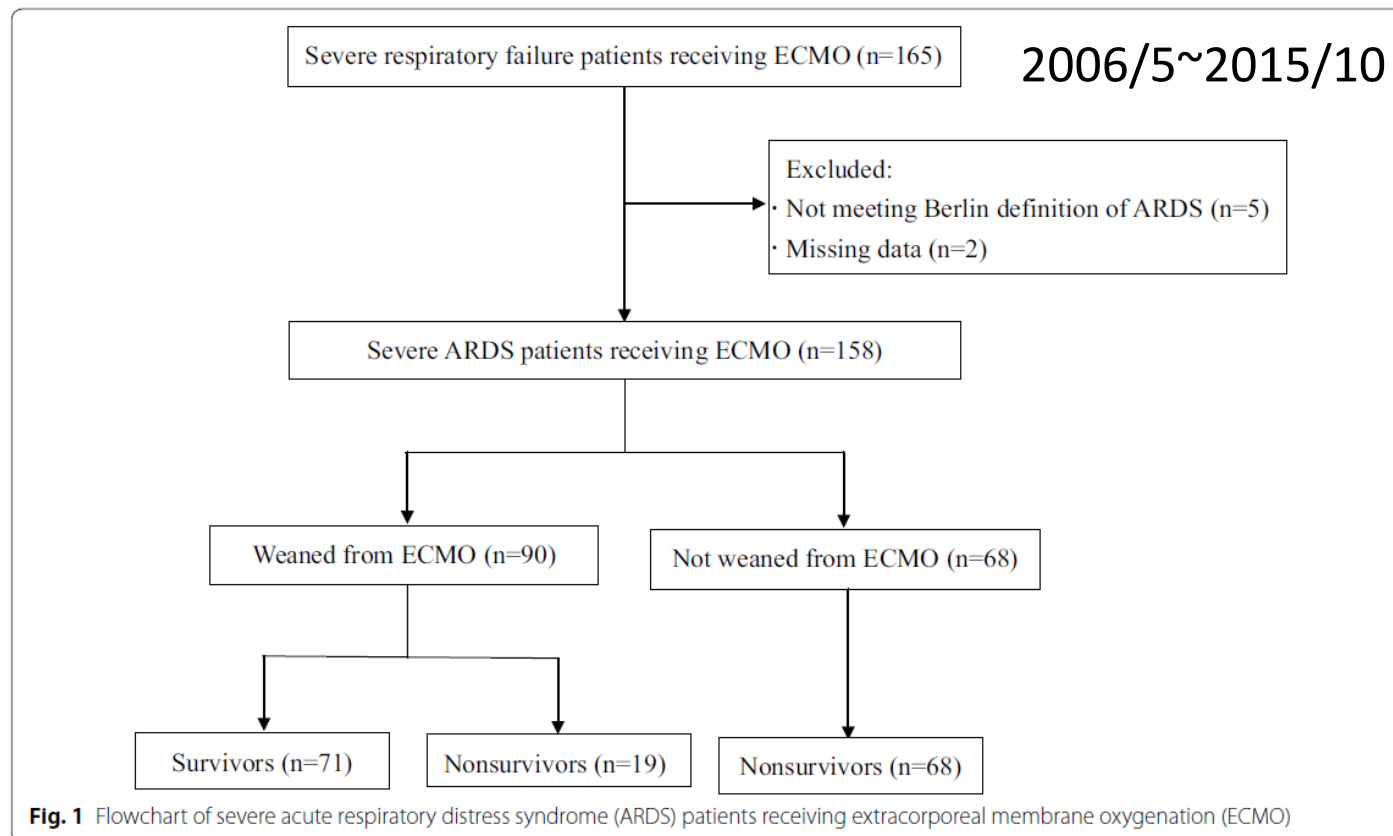 Severe respiratory failure patients receiving ECMO (n=165)
2006/5~2015/10
Excluded:
· Not meeting Berlin definition of ARDS (n=5)
· Missing data (n=2)
Severe ARDS patients receiving ECMO (n=158)
Weaned from ECMO (n=90)
Not weaned from ECMO (n=68)
Survivors (n=71)
Nonsurvivors (n=19)
Nonsurvivors (n=68)
Fig. 1 Flowchart of severe acute respiratory distress syndrome (ARDS) patients receiving extracorporeal membrane oxygenation (ECMO)